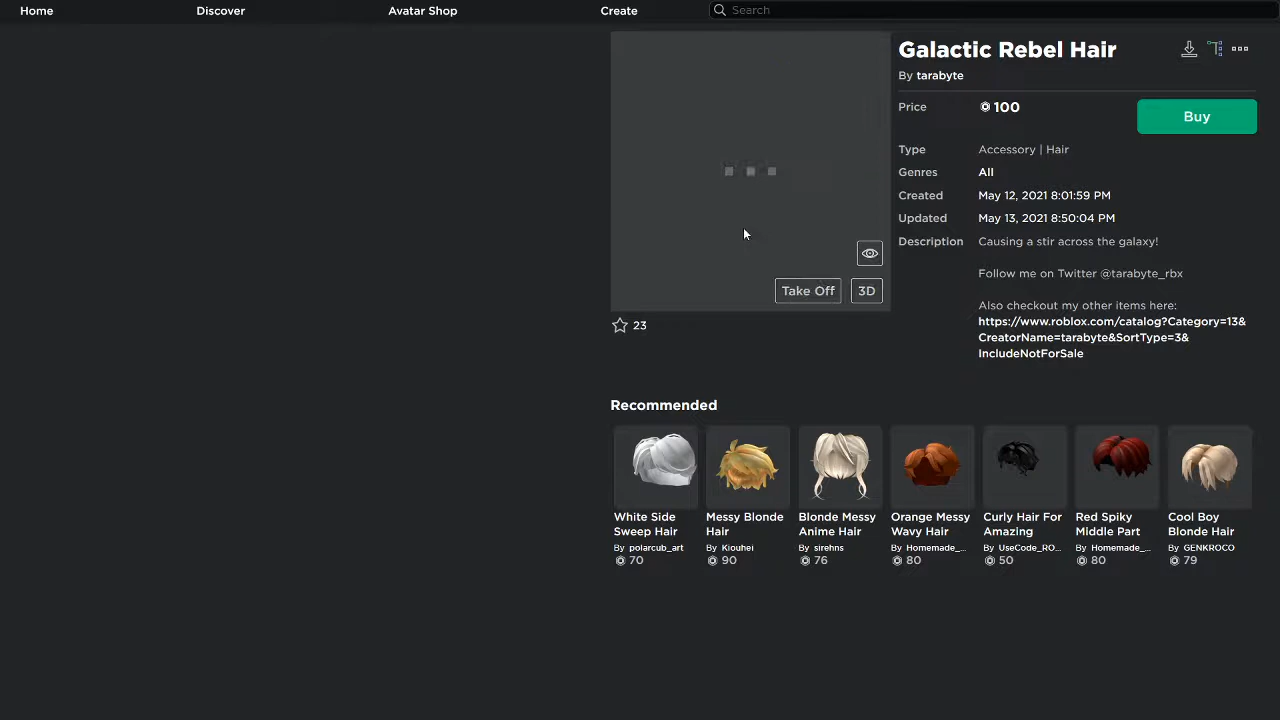 Home
Discover
Avatar Shop
Create
Search
Galactic Rebel Hair
By tarabyte
Price
100
Buy
Type
Accessory | Hair
Genres
All
Created
May 12, 2021 8:01:59 PM
Updated
May 13, 2021 8:50:04 PM
Description
Causing a stir across the galaxy!
Follow me on Twitter @tarabyte_rbx
Also checkout my other items here:
https://www.roblox.com/catalog?Category=13&
CreatorName=tarabyte&SortType=3&
IncludeNotForSale
Take Off
3D
23
Recommended
White Side
Sweep Hair
By polarcub_art
70
Messy Blonde
Hair
By Kiouhei
90
Blonde Messy
Anime Hair
By sirehns
76
Orange Messy
Wavy Hair
By Homemade_...
80
Curly Hair For
Amazing
By UseCode_RO...
50
Red Spiky
Middle Part
By Homemade_...
80
Cool Boy
Blonde Hair
By GENKROCO
79